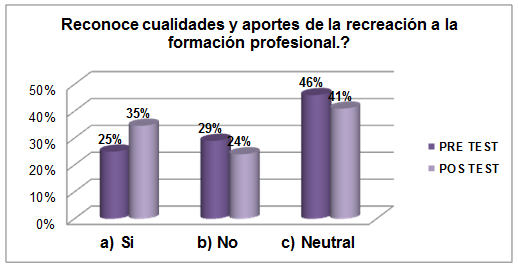 Reconoce cualidades y aportes de la recreación a la
formación profesional.?
50%
40%
30%
20%
10%
0%
25%
35%
29%
24%
46%
41%
a) Si
b) No
c) Neutral
PRE TEST
POS TEST